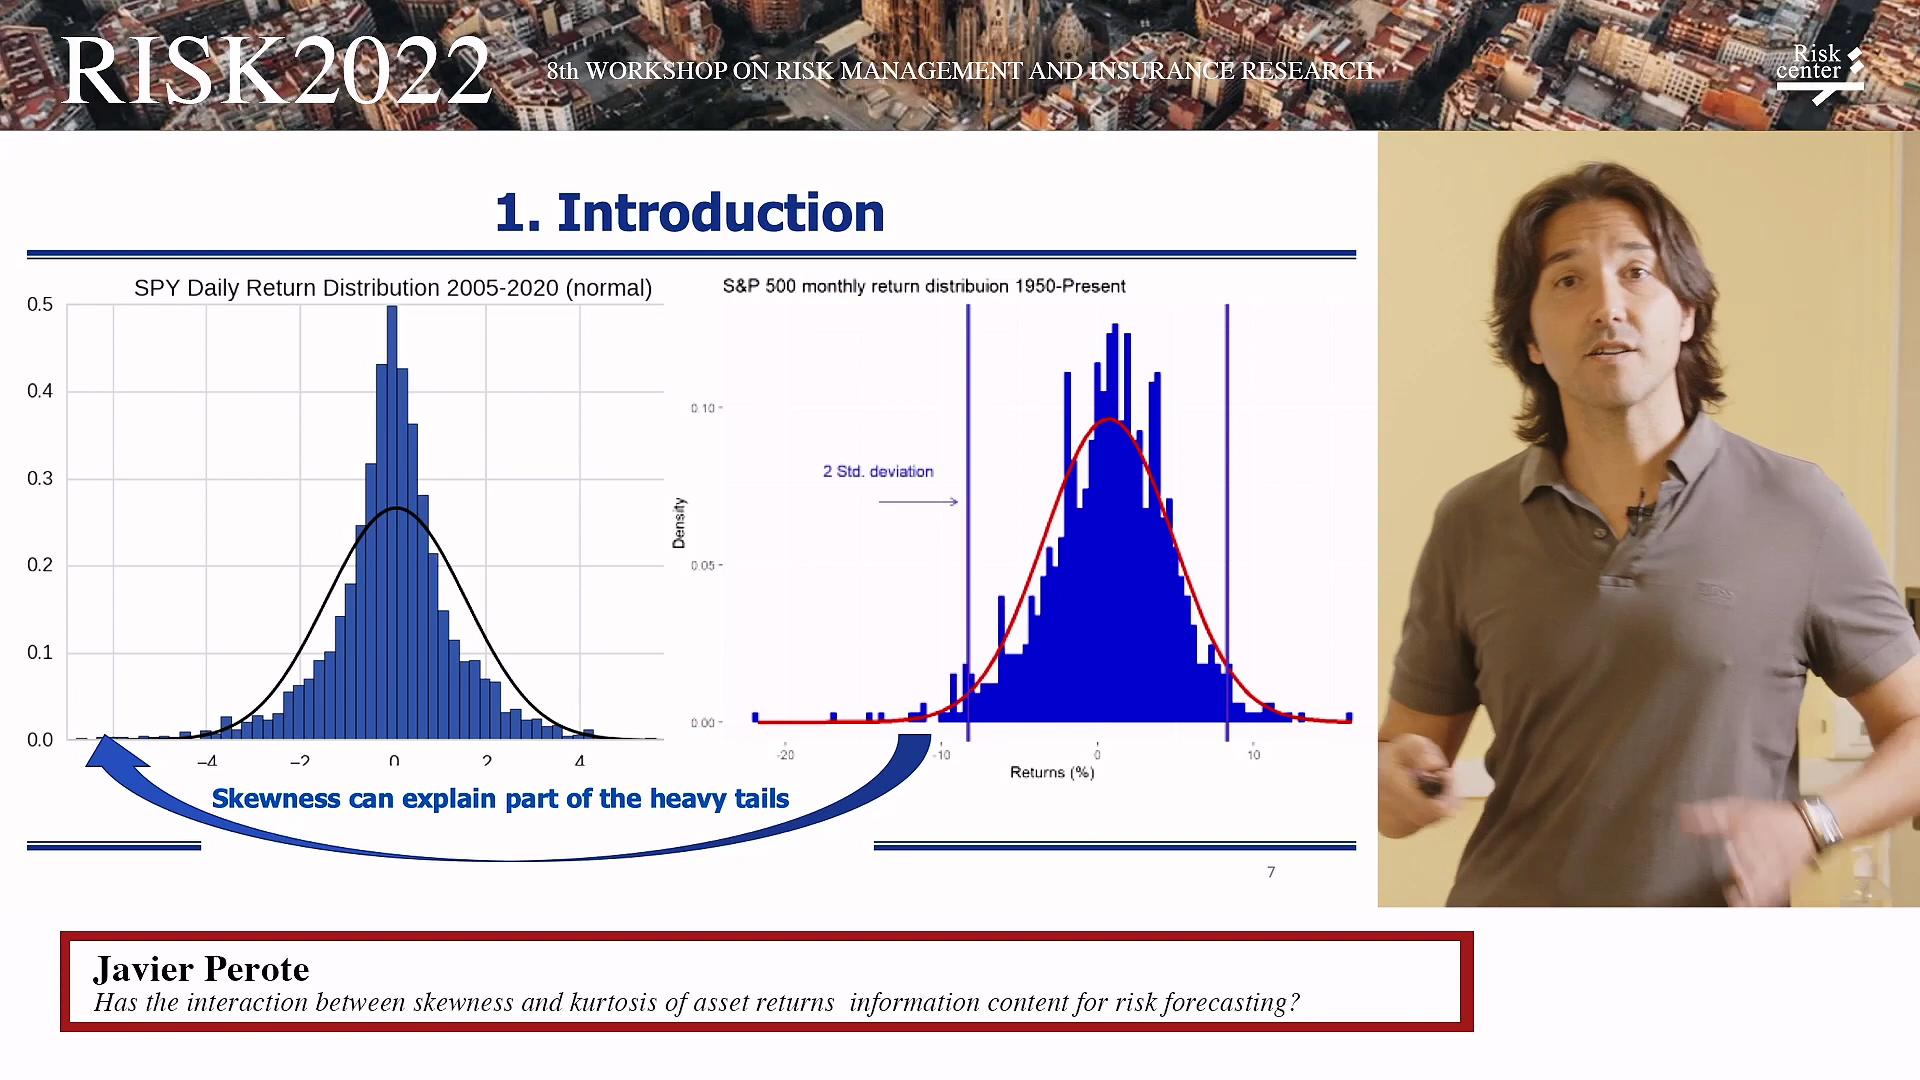 RISK2022
8th WORKSHOP ON RISK MANAGEMENT AND INSURANCE RESEARCH
Risk
center
1. Introduction
SPY Daily Return Distribution 2005-2020 (normal)
0.5
0.4
0.3
0.2
0.1
0.0
−4 −2 0 2 4
S&P 500 monthly return distribuion 1950-Present
0.10
0.05
0.00
Density
2 Std. deviation
-20 -10 0 10
Returns (%)
Skewness can explain part of the heavy tails
7
Javier Perote
Has the interaction between skewness and kurtosis of asset returns information content for risk forecasting?